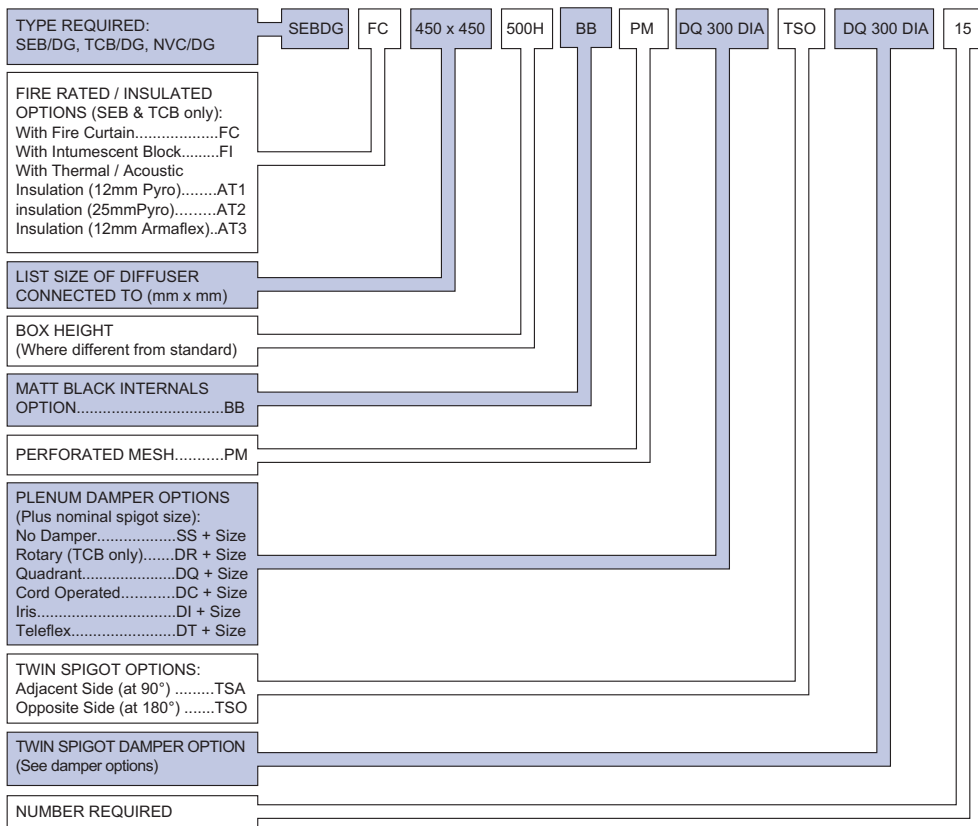 TYPE REQUIRED:
SEB/DG, TCB/DG, NVC/DG
SEBDG FC 450 x 450 500H BB PM DQ 300 DIA TSO DQ 300 DIA 15
FIRE RATED / INSULATED
OPTIONS (SEB & TCB only):
With Fire Curtain...................FC
With Intumescent Block.........FI
With Thermal / Acoustic
Insulation (12mm Pyro)........AT1
insulation (25mmPyro).........AT2
Insulation (12mm Armaflex)..AT3
LIST SIZE OF DIFFUSER
CONNECTED TO (mm x mm)
BOX HEIGHT
(Where different from standard)
MATT BLACK INTERNALS
OPTION.................................BB
PERFORATED MESH...........PM
PLENUM DAMPER OPTIONS
(Plus nominal spigot size):
No Damper..................SS + Size
Rotary (TCB only).......DR + Size
Quadrant.....................DQ + Size
Cord Operated............DC + Size
Iris...............................DI + Size
Teleflex.......................DT + Size
TWIN SPIGOT OPTIONS:
Adjacent Side (at 90°) .........TSA
Opposite Side (at 180°) .......TSO
TWIN SPIGOT DAMPER OPTION
(See damper options)
NUMBER REQUIRED